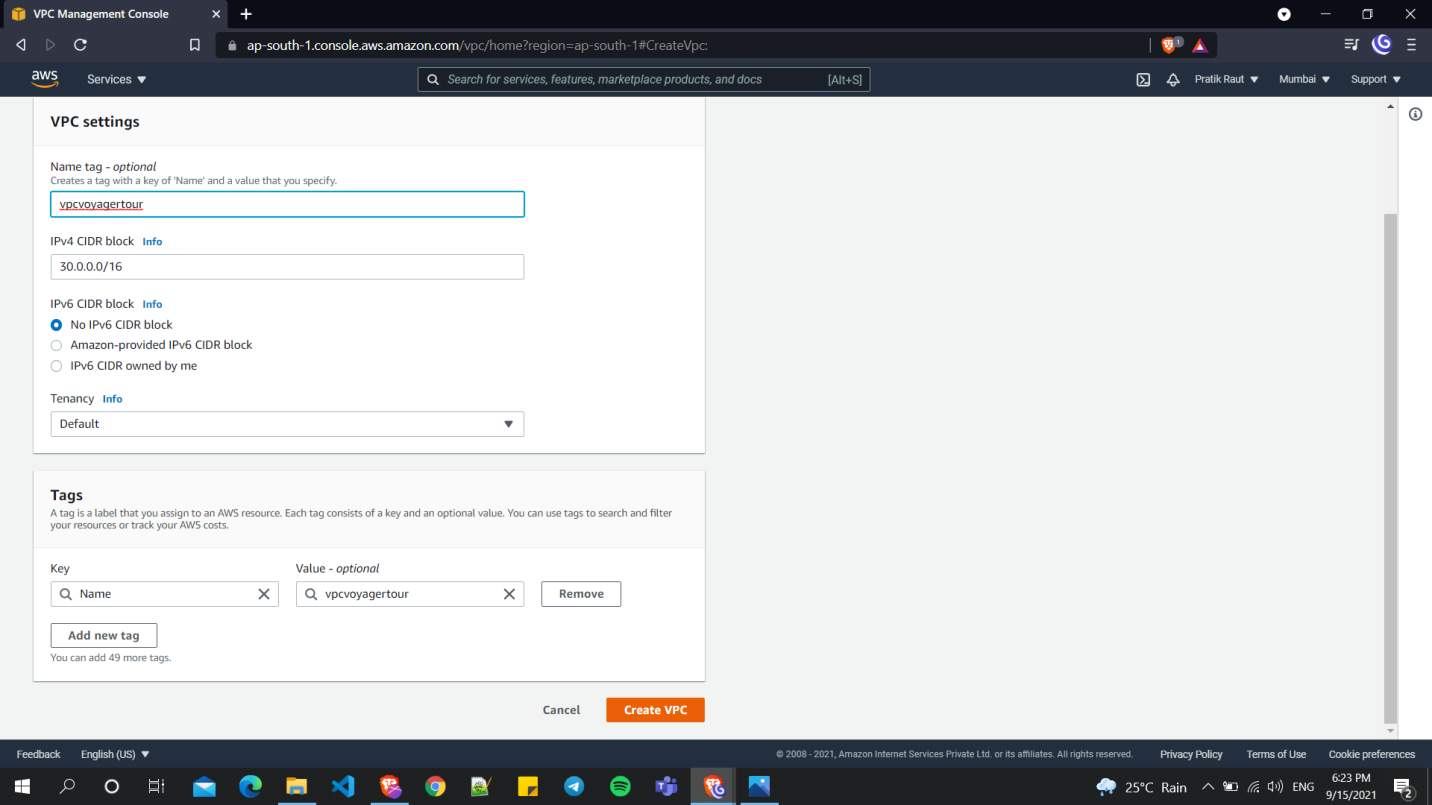 VPC Management Console
ap-south-1.console.aws.amazon.com/vpc/home?region=ap-south-1#CreateVpc:
1
aws
Services
Search for services, features, marketplace products, and docs
[Alt+S]
Pratik Raut
Mumbai
Support
VPC settings
Name tag - optional
Creates a tag with a key of 'Name' and a value that you specify.
vpcvoyagertour
IPv4 CIDR block Info
30.0.0.0/16
IPv6 CIDR block Info
No IPv6 CIDR block
Amazon-provided IPv6 CIDR block
IPv6 CIDR owned by me
Tenancy Info
Default
Tags
A tag is a label that you assign to an AWS resource. Each tag consists of a key and an optional value. You can use tags to search and filter
your resources or track your AWS costs.
Key
Value - optional
Name
vpcvoyagertour
Remove
Add new tag
You can add 49 more tags.
Cancel
Create VPC
Feedback
English (US)
© 2008 - 2021, Amazon Internet Services Private Ltd. or its affiliates. All rights reserved.
Privacy Policy
Terms of Use
Cookie preferences
25°C Rain
ENG
6:23 PM
9/15/2021
2